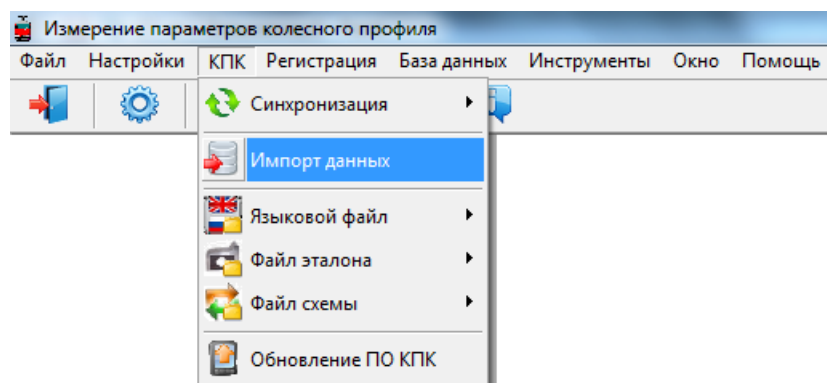 Измерение параметров колесного профиля
Файл Настройки КПК Регистрация База данных Инструменты Окно Помощь
Синхронизация
Импорт данных
Языковой файл
Файл эталона
Файл схемы
Обновление ПО КПК